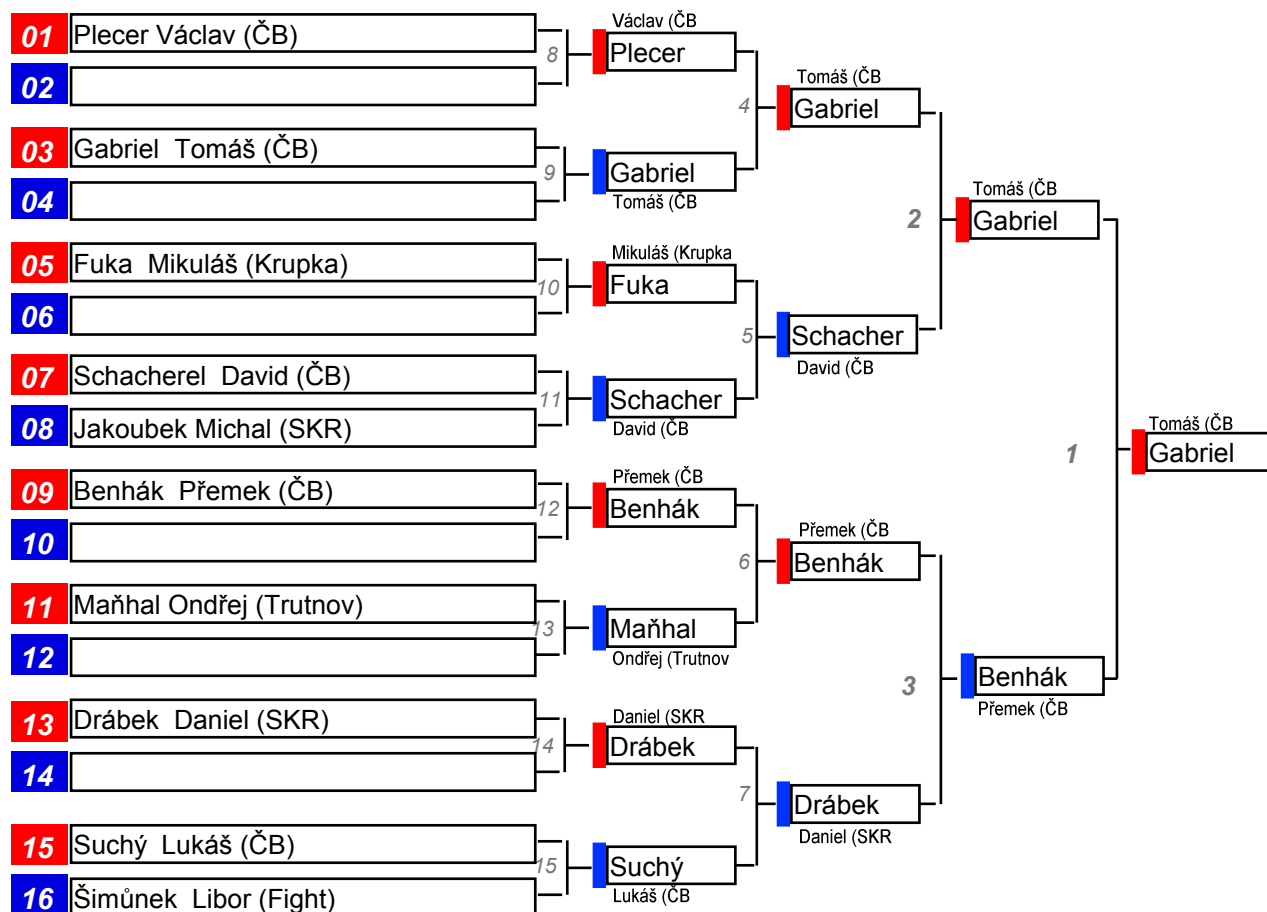 01 Plecer Václav (ČB)
02
03 Gabriel  Tomáš (ČB)
04
05 Fuka  Mikuláš (Krupka)
06
07 Schacherel  David (ČB)
08 Jakoubek Michal (SKR)
09 Benhák  Přemek (ČB)
10
11 Maňhal Ondřej (Trutnov)
12
13 Drábek  Daniel (SKR)
14
15 Suchý  Lukáš (ČB)
16 Šimůnek  Libor (Fight)
8
9
10
11
12
13
14
15
Václav (ČB
Plecer
Gabriel
Tomáš (ČB
Mikuláš (Krupka
Fuka
Schacher
David (ČB
Přemek (ČB
Benhák
Maňhal
Ondřej (Trutnov
Daniel (SKR
Drábek
Suchý
Lukáš (ČB
4
5
6
7
Tomáš (ČB
Gabriel
Schacher
David (ČB
Přemek (ČB
Benhák
Drábek
Daniel (SKR
2
3
Tomáš (ČB
Gabriel
Benhák
Přemek (ČB
1
Tomáš (ČB
Gabriel